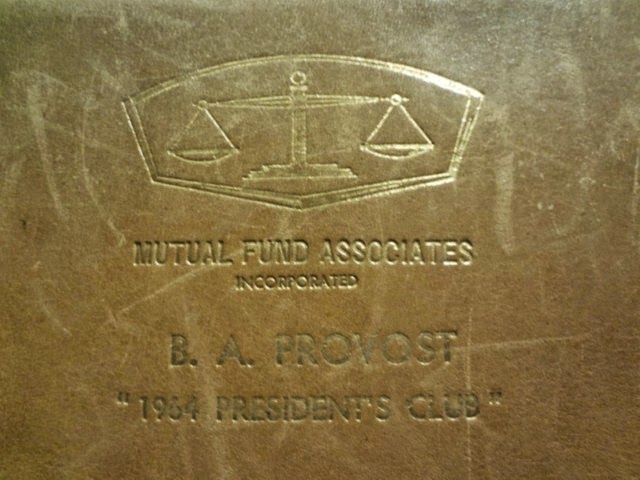 MUTUAL FUND ASSOCIATES
INCORPORATED
B. A. PROVOST
"1964 PRESIDENT'S CLUB"